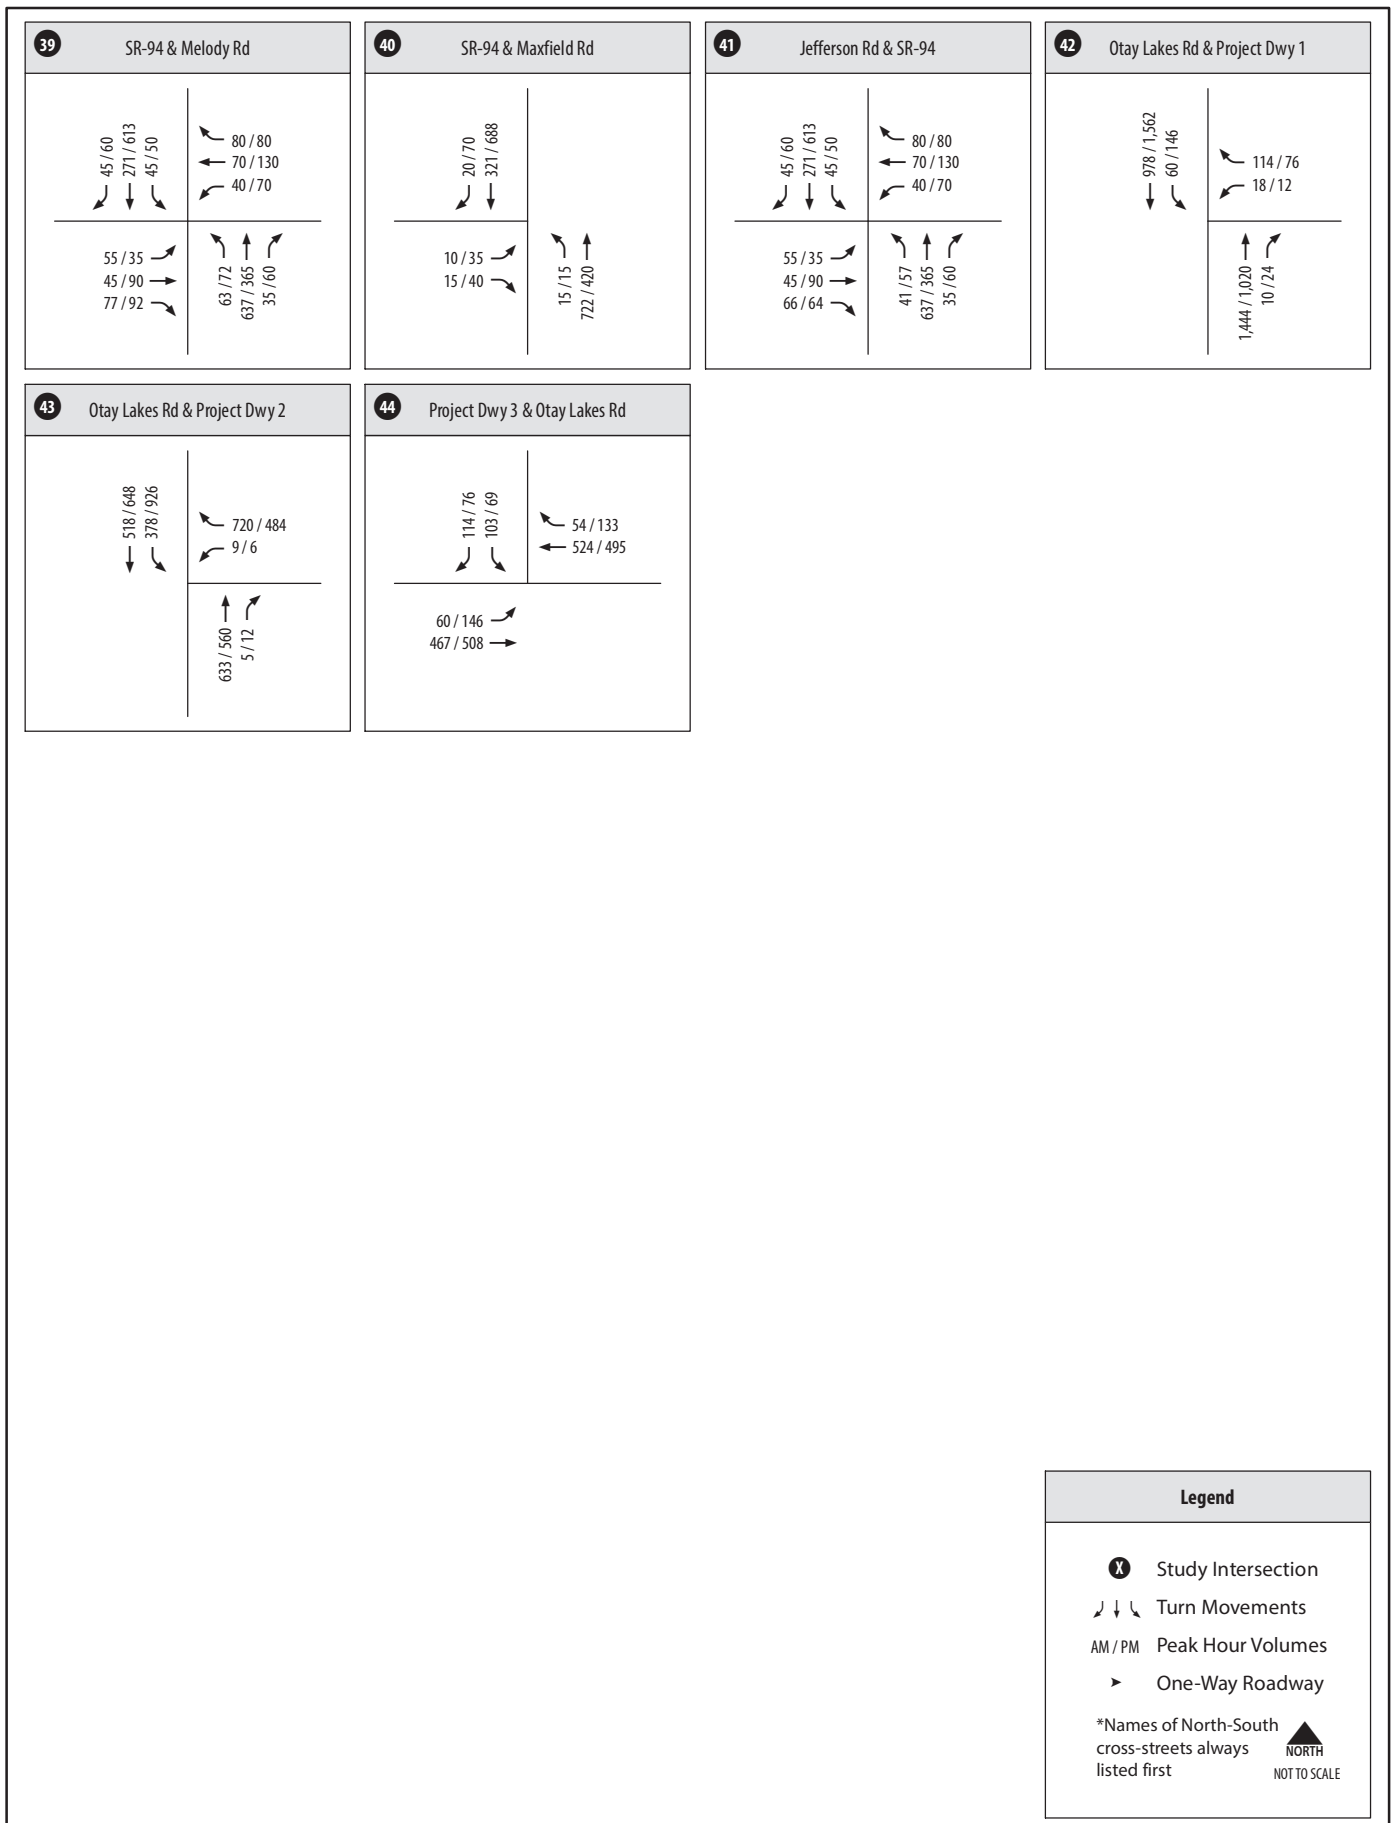 39 SR-94 & Melody Rd
45 / 60
271 / 613
45 / 50
80 / 80
70 / 130
40 / 70
55 / 35
45 / 90
77 / 92
63 / 72
637 / 365
35 / 60
40 SR-94 & Maxfield Rd
20 / 70
321 / 688
10 / 35
15 / 40
15 / 15
722 / 420
41 Jefferson Rd & SR-94
45 / 60
271 / 613
45 / 50
80 / 80
70 / 130
40 / 70
55 / 35
45 / 90
66 / 64
41 / 57
637 / 365
35 / 60
42 Otay Lakes Rd & Project Dwy 1
978 / 1,562
60 / 146
114 / 76
18 / 12
1,444 / 1,020
10 / 24
43 Otay Lakes Rd & Project Dwy 2
518 / 648
378 / 926
720 / 484
9 / 6
633 / 560
5 / 12
44 Project Dwy 3 & Otay Lakes Rd
114 / 76
103 / 69
54 / 133
524 / 495
60 / 146
467 / 508
Legend
X Study Intersection
Turn Movements
AM / PM Peak Hour Volumes
One-Way Roadway
*Names of North-South
cross-streets always
listed first
NORTH
NOT TO SCALE